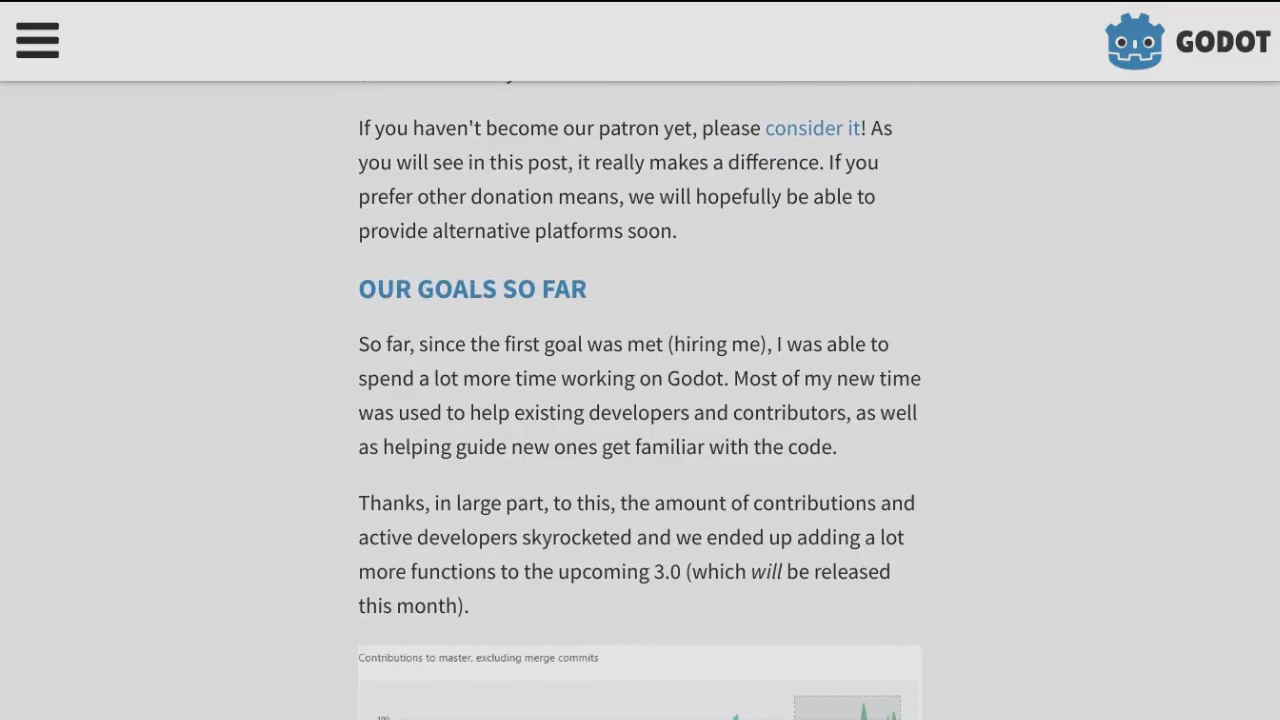 GODOT
If you haven't become our patron yet, please consider it! As
you will see in this post, it really makes a difference. If you
prefer other donation means, we will hopefully be able to
provide alternative platforms soon.
OUR GOALS SO FAR
So far, since the first goal was met (hiring me), I was able to
spend a lot more time working on Godot. Most of my new time
was used to help existing developers and contributors, as well
as helping guide new ones get familiar with the code.
Thanks, in large part, to this, the amount of contributions and
active developers skyrocketed and we ended up adding a lot
more functions to the upcoming 3.0 (which will be released
this month).
Contributions to master, excluding merge commits